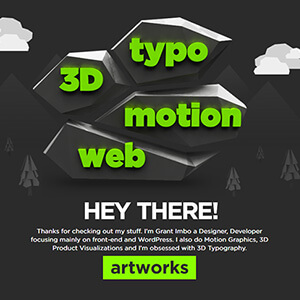 typo
3D
motion
web
HEY THERE!
Thanks for checking out my stuff. I'm Grant Imbo a Designer, Developer
focusing mainly on front-end and WordPress. I also do Motion Graphics, 3D
Product Visualizations and I'm obsessed with 3D Typography.
artworks